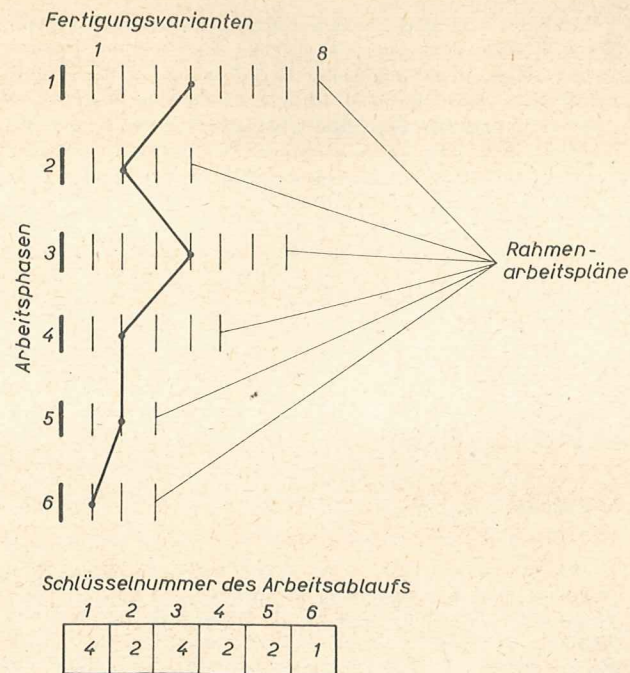 Fertigungsvarianten
1 8
1
2
Arbeitsphasen
3
Rahmen-
arbeitspläne
4
5
6
Schlüsselnummer des Arbeitsablaufs
1 2 3 4 5 6
4 2 4 2 2 1